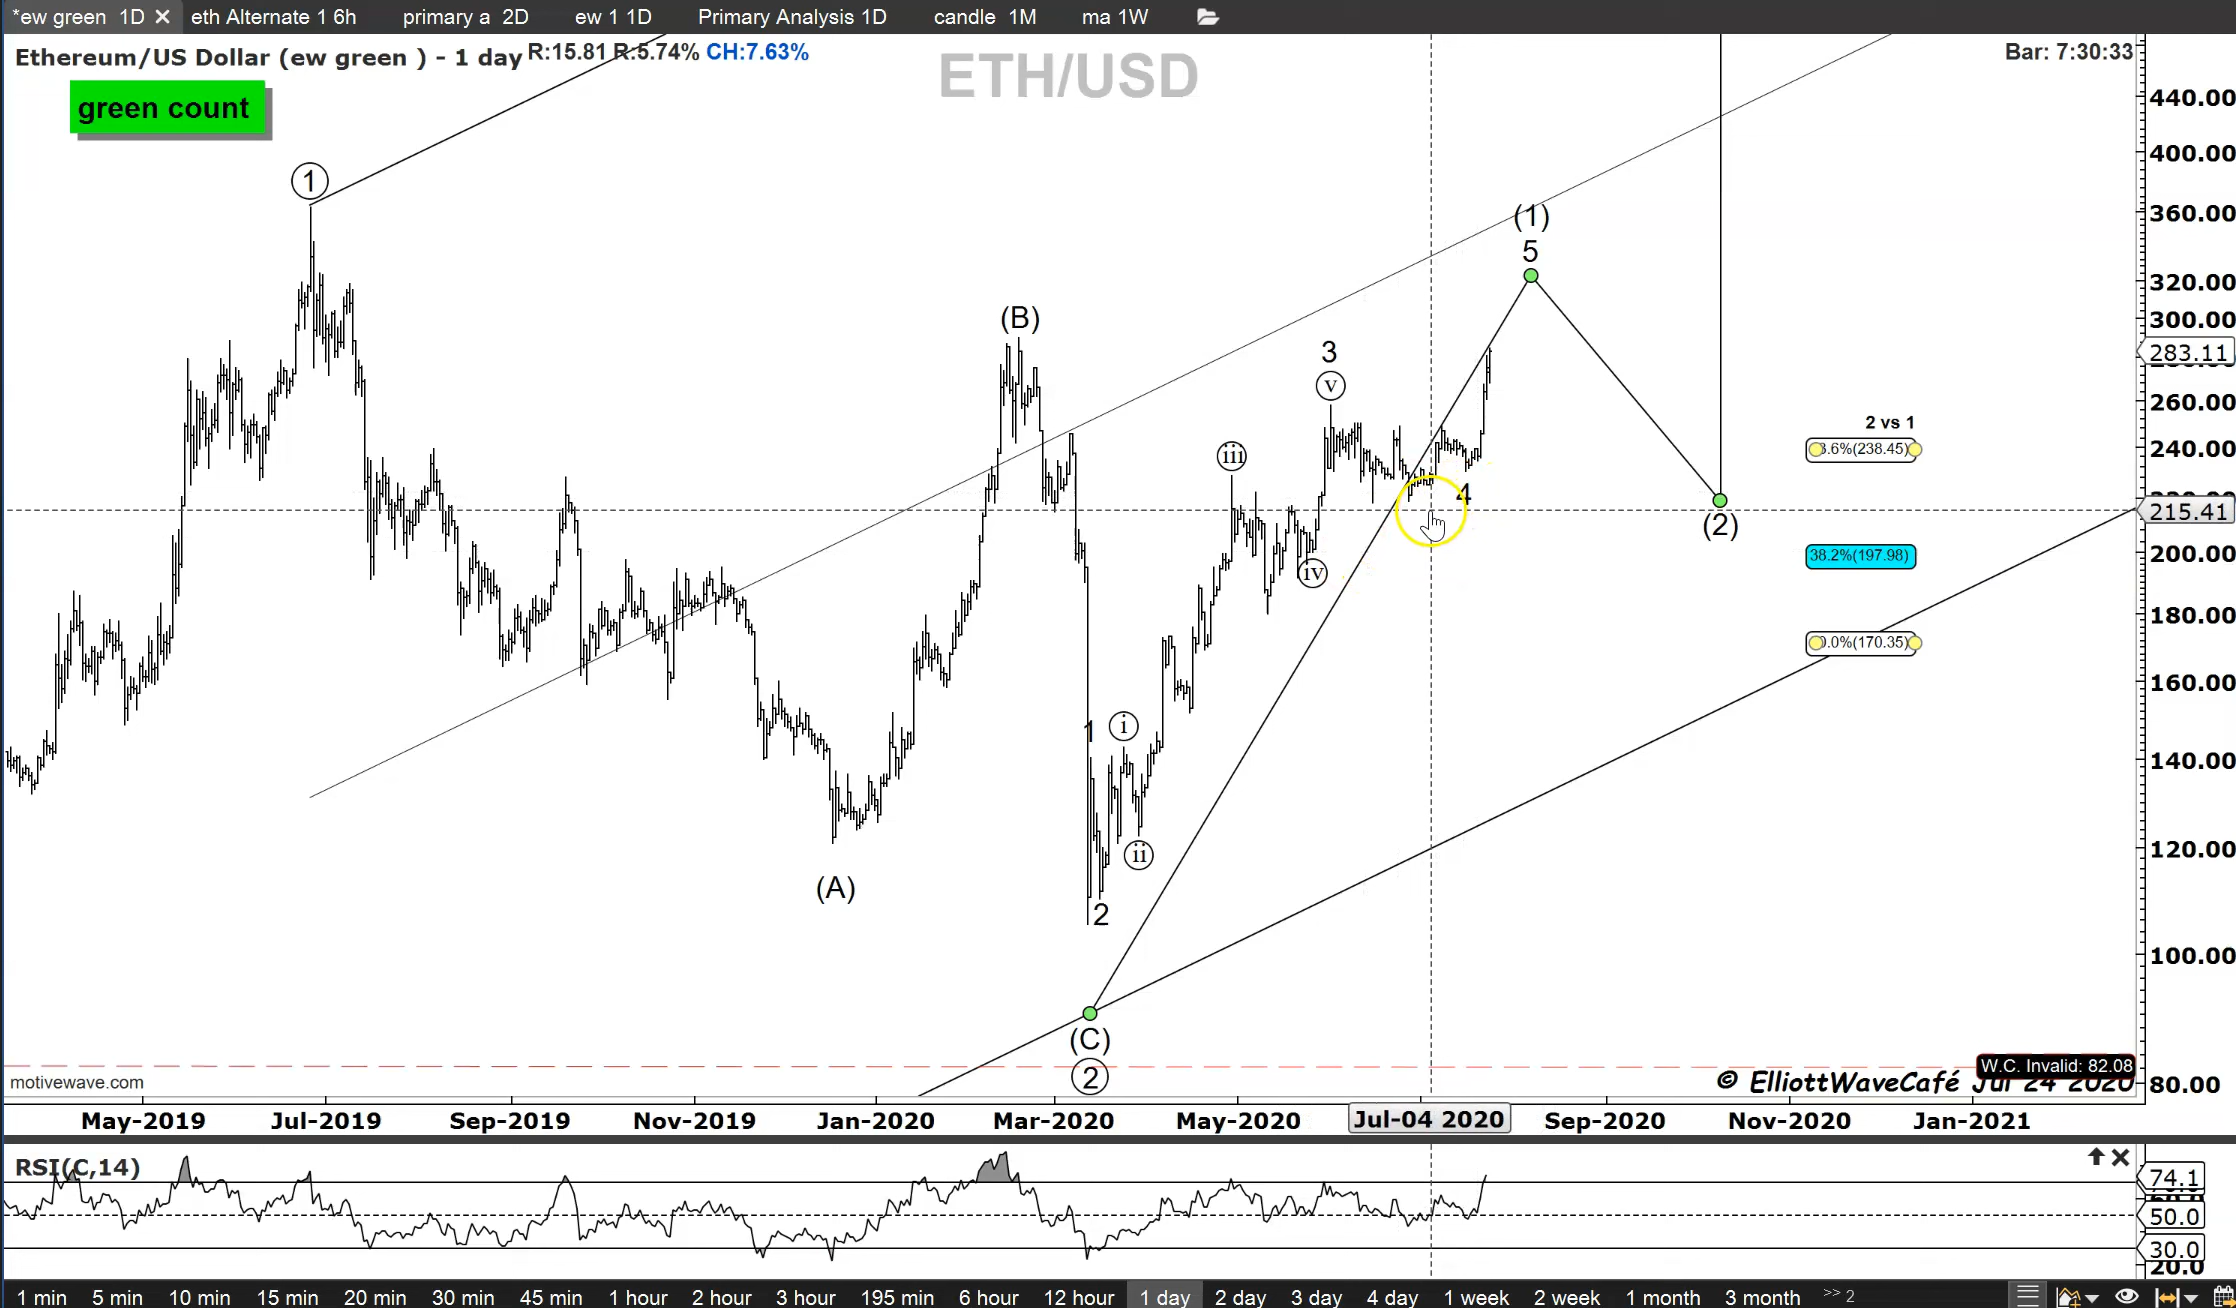 *ew green 1D ✕ eth Alternate 1 6h primary a 2D ew 1 1D Primary Analysis 1D candle 1M ma 1W
Ethereum/US Dollar (ew green ) - 1 day R:15.81 R:5.74% CH:7.63%
ETH/USD
Bar: 7:30:33
green count
440.00
400.00
360.00
320.00
300.00
283.11
260.00
240.00
215.41
200.00
180.00
160.00
140.00
120.00
100.00
80.00
1
(B)
(1)
5
3
v
iii
4
iv
(2)
2 vs 1
.6%(238.45)
38.2%(197.98)
.0%(170.35)
1
i
ii
(A)
2
(C)
2
W.C. Invalid: 82.08
motivewave.com
© ElliottWaveCafé Jul 24 2020
May-2019 Jul-2019 Sep-2019 Nov-2019 Jan-2020 Mar-2020 May-2020 Jul-04 2020 Sep-2020 Nov-2020 Jan-2021
RSI(C,14)
74.1
50.0
30.0
20.0
1 min 5 min 10 min 15 min 20 min 30 min 45 min 1 hour 2 hour 3 hour 195 min 6 hour 12 hour 1 day 2 day 3 day 4 day 1 week 2 week 1 month 3 month >> 2